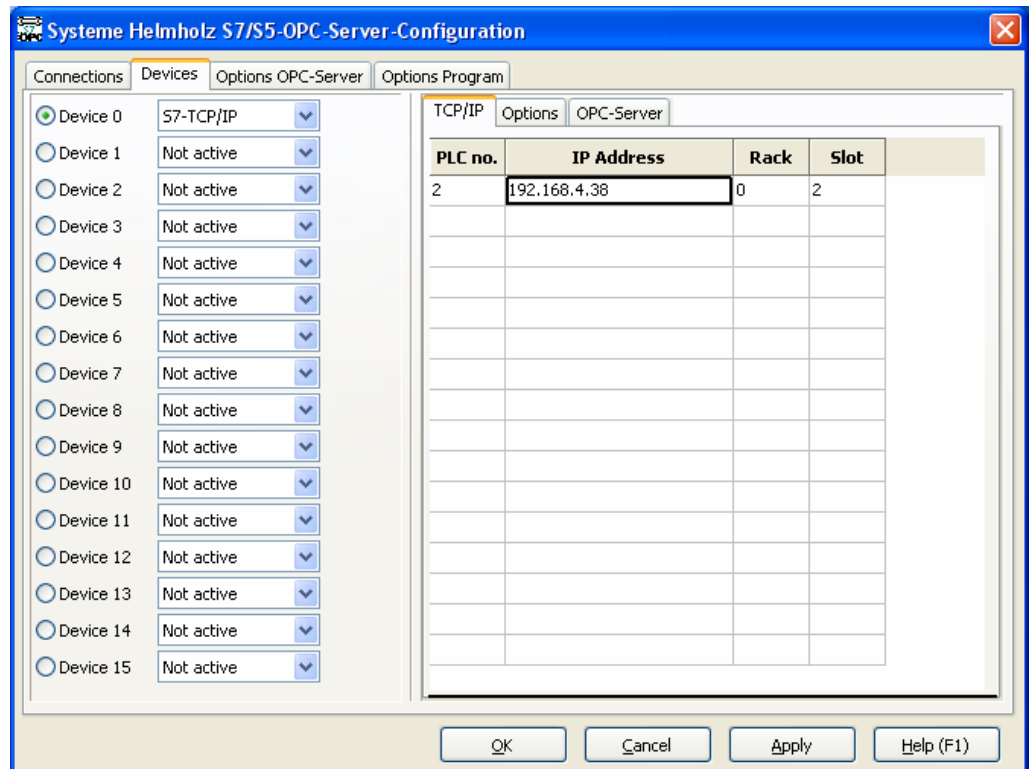 S7 OPC Systeme Helmholz S7/S5-OPC-Server-Configuration
Connections Devices Options OPC-Server Options Program
Device 0 S7-TCP/IP
Device 1 Not active
Device 2 Not active
Device 3 Not active
Device 4 Not active
Device 5 Not active
Device 6 Not active
Device 7 Not active
Device 8 Not active
Device 9 Not active
Device 10 Not active
Device 11 Not active
Device 12 Not active
Device 13 Not active
Device 14 Not active
Device 15 Not active
TCP/IP Options OPC-Server
PLC no. IP Address Rack Slot
2 192.168.4.38 0 2
OK Cancel Apply Help (F1)